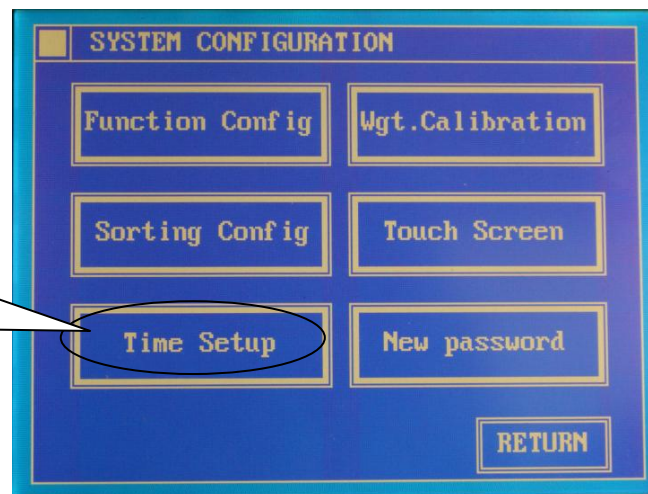 SYSTEM CONFIGURATION
Function Config
Wgt.Calibration
Sorting Config
Touch Screen
Time Setup
New password
RETURN